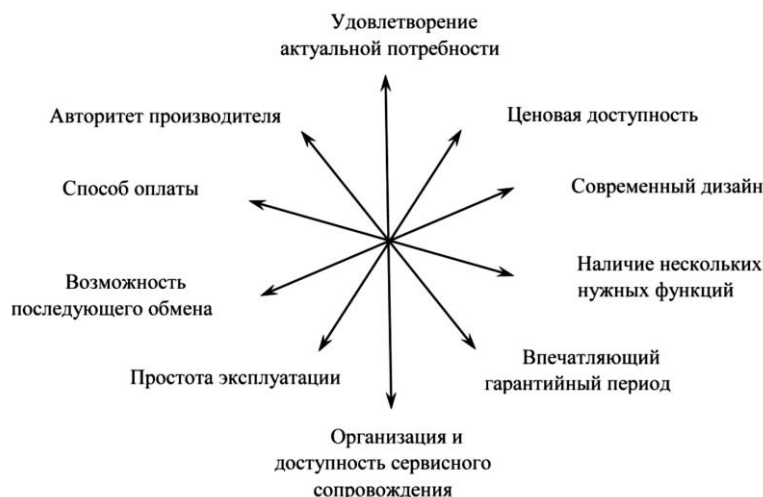 Удовлетворение
актуальной потребности
Авторитет производителя
Ценовая доступность
Способ оплаты
Современный дизайн
Возможность
последующего обмена
Наличие нескольких
нужных функций
Простота эксплуатации
Впечатляющий
гарантийный период
Организация и
доступность сервисного
сопровождения